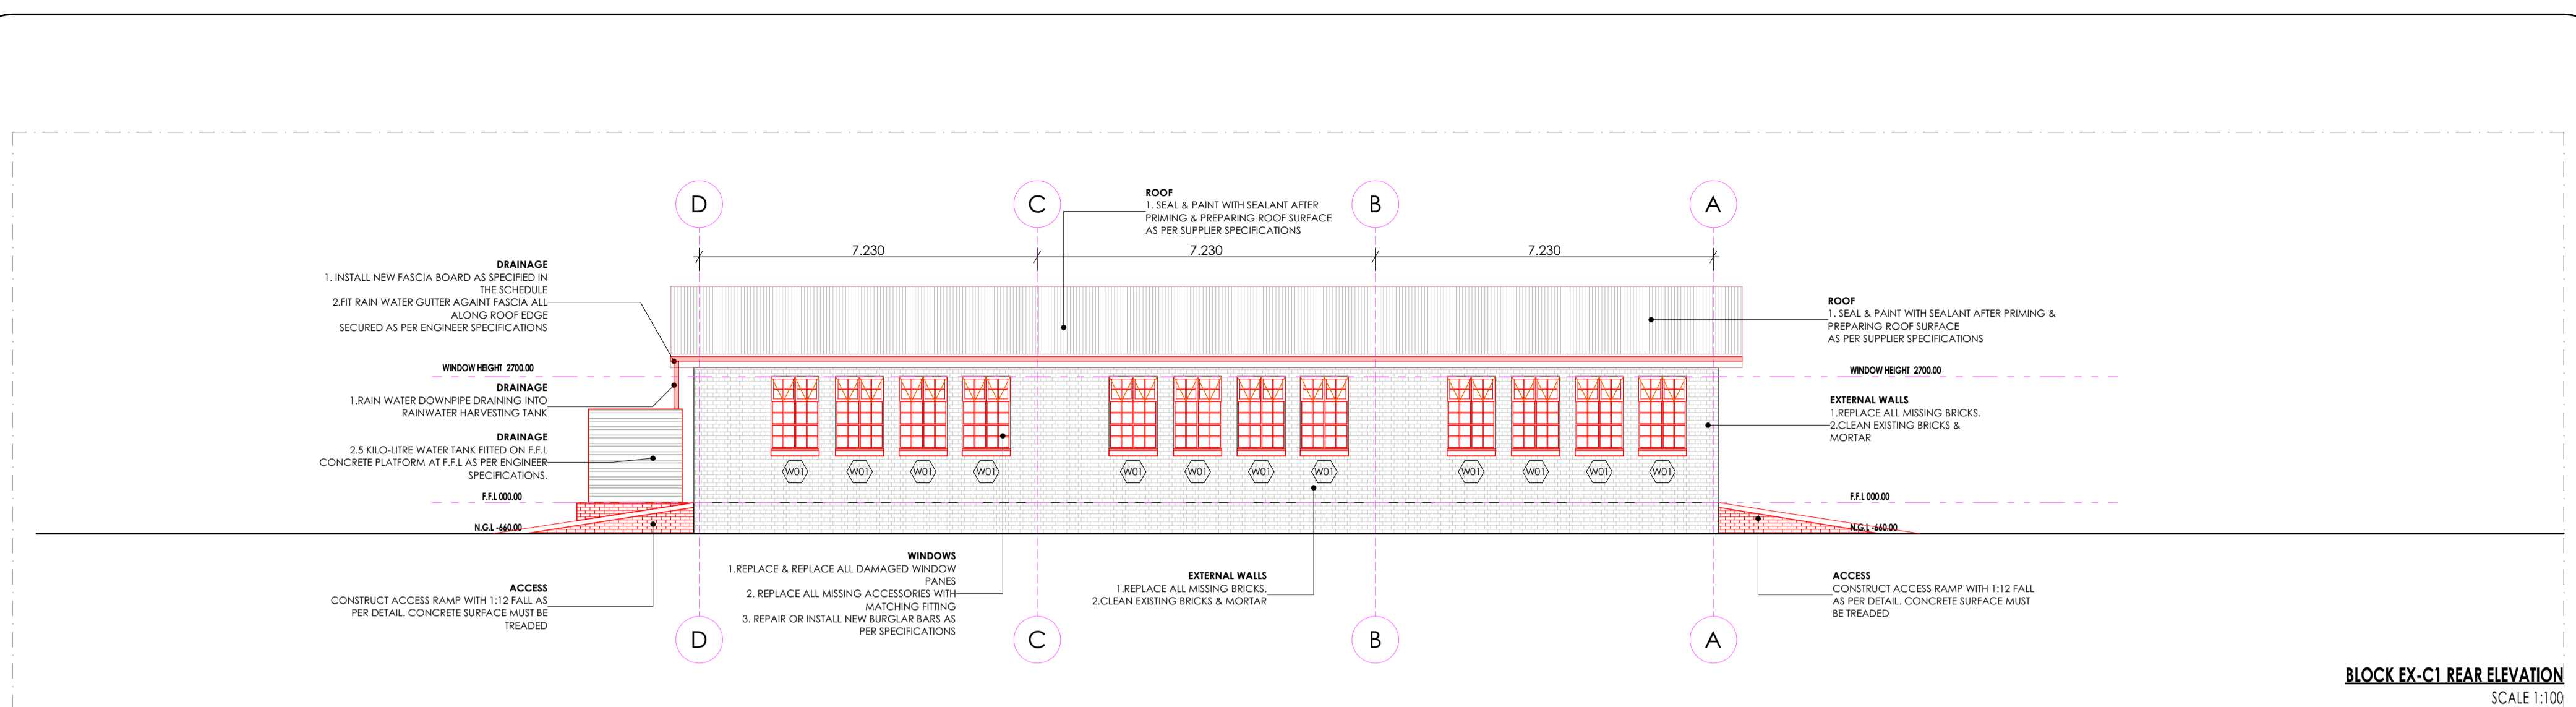 D
C
B
A
7.230
7.230
7.230
ROOF
1. SEAL & PAINT WITH SEALANT AFTER
PRIMING & PREPARING ROOF SURFACE
AS PER SUPPLIER SPECIFICATIONS
DRAINAGE
1. INSTALL NEW FASCIA BOARD AS SPECIFIED IN
THE SCHEDULE
2.FIT RAIN WATER GUTTER AGAINT FASCIA ALL
ALONG ROOF EDGE
SECURED AS PER ENGINEER SPECIFICATIONS
WINDOW HEIGHT 2700.00
DRAINAGE
1.RAIN WATER DOWNPIPE DRAINING INTO
RAINWATER HARVESTING TANK
DRAINAGE
2.5 KILO-LITRE WATER TANK FITTED ON F.F.L
CONCRETE PLATFORM AT F.F.L AS PER ENGINEER
SPECIFICATIONS.
F.F.L 000.00
N.G.L -660.00
ROOF
1. SEAL & PAINT WITH SEALANT AFTER PRIMING &
PREPARING ROOF SURFACE
AS PER SUPPLIER SPECIFICATIONS
WINDOW HEIGHT 2700.00
EXTERNAL WALLS
1.REPLACE ALL MISSING BRICKS.
2.CLEAN EXISTING BRICKS &
MORTAR
F.F.L 000.00
N.G.L -660.00
W01
W01
W01
W01
W01
W01
W01
W01
W01
W01
W01
W01
ACCESS
CONSTRUCT ACCESS RAMP WITH 1:12 FALL AS
PER DETAIL. CONCRETE SURFACE MUST BE
TREADED
WINDOWS
1.REPLACE & REPLACE ALL DAMAGED WINDOW
PANES
2. REPLACE ALL MISSING ACCESSORIES WITH
MATCHING FITTING
3. REPAIR OR INSTALL NEW BURGLAR BARS AS
PER SPECIFICATIONS
EXTERNAL WALLS
1.REPLACE ALL MISSING BRICKS.
2.CLEAN EXISTING BRICKS & MORTAR
ACCESS
CONSTRUCT ACCESS RAMP WITH 1:12 FALL
AS PER DETAIL. CONCRETE SURFACE MUST
BE TREADED
D
C
B
A
BLOCK EX-C1 REAR ELEVATION
SCALE 1:100